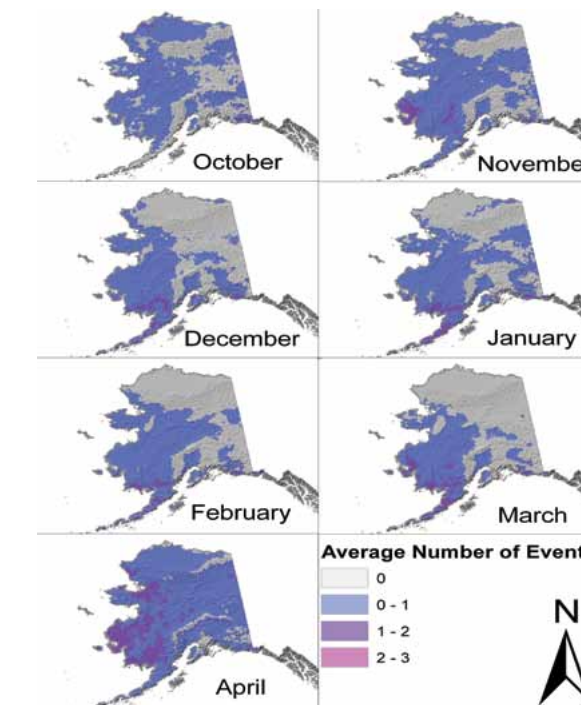 October
Novembe
December
January
February
March
April
Average Number of Event
0
0 - 1
1 - 2
2 - 3
N